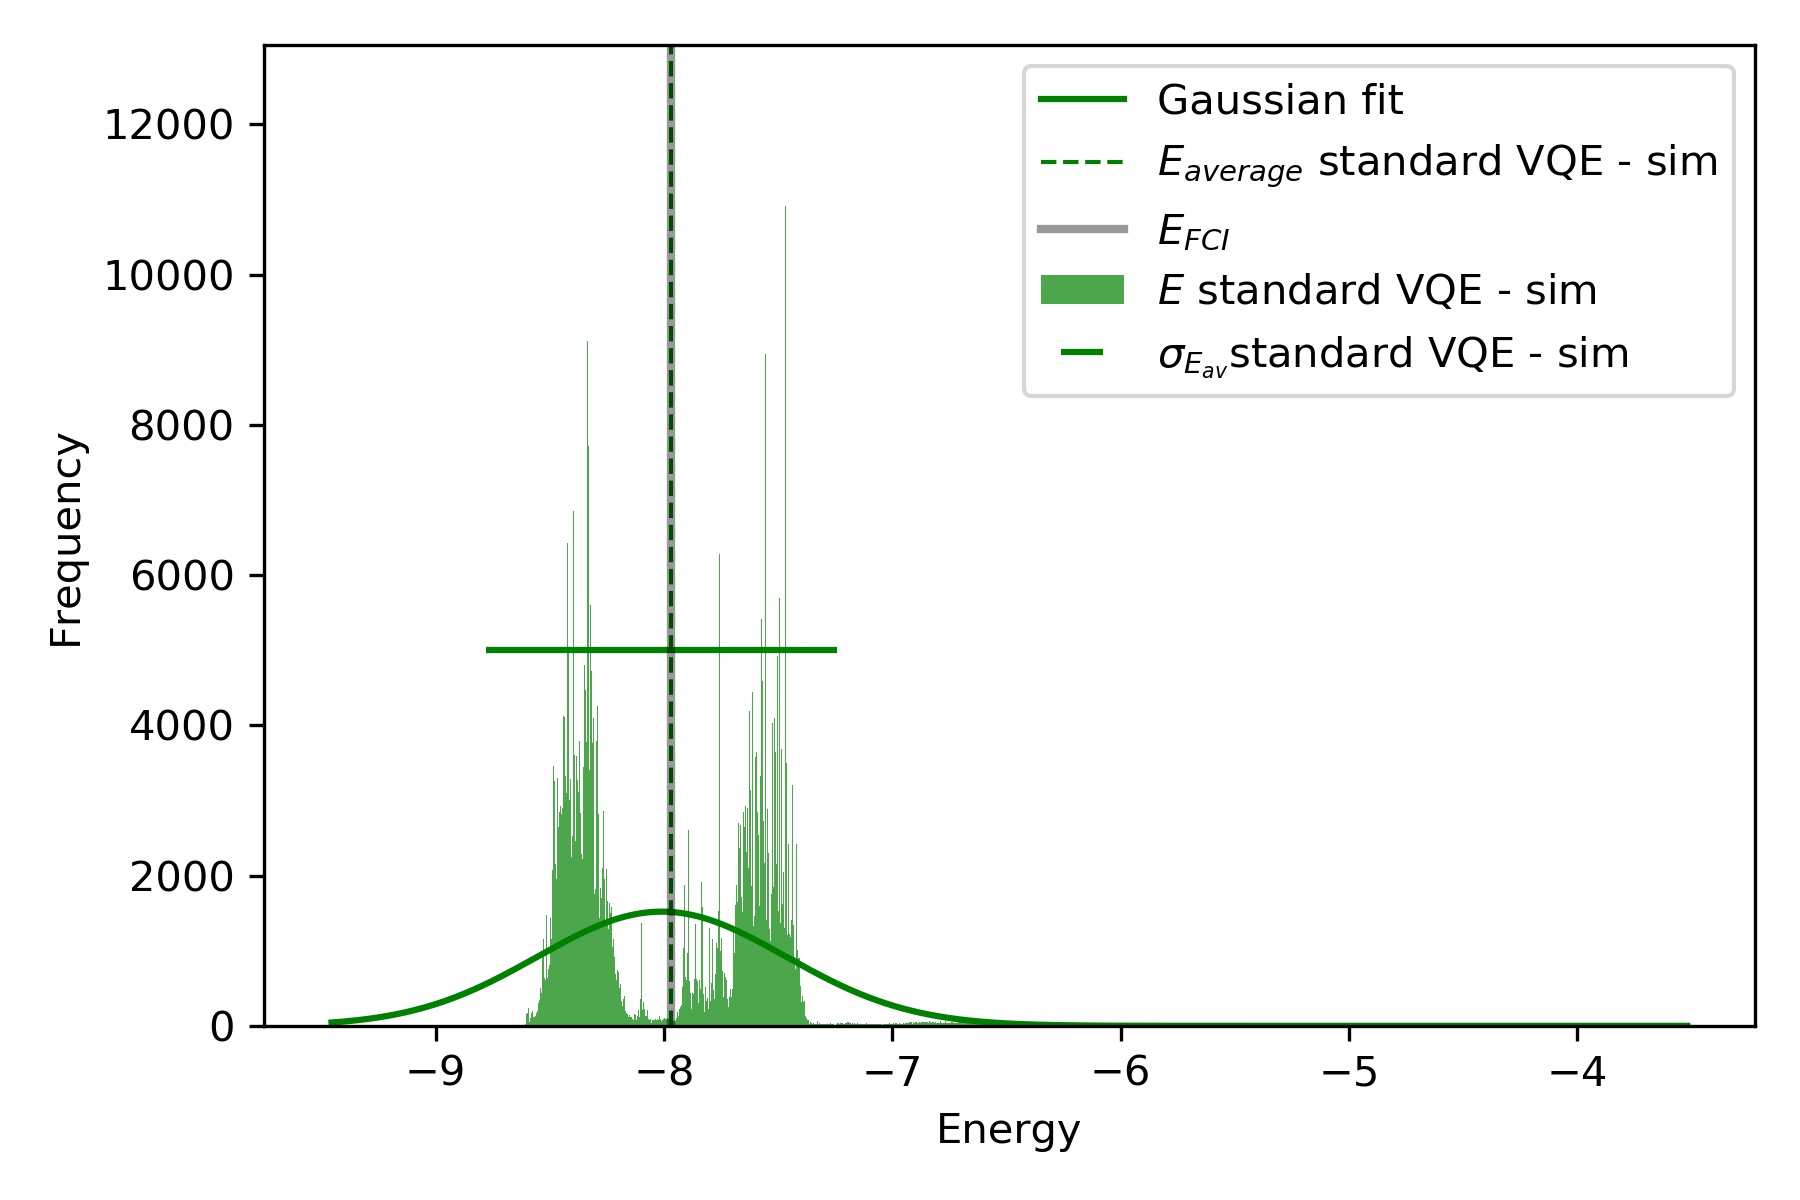 Gaussian fit
E_average standard VQE - sim
E_FCI
E standard VQE - sim
σ_E_av standard VQE - sim
12000
10000
8000
6000
4000
2000
0
Frequency
−9 −8 −7 −6 −5 −4
Energy